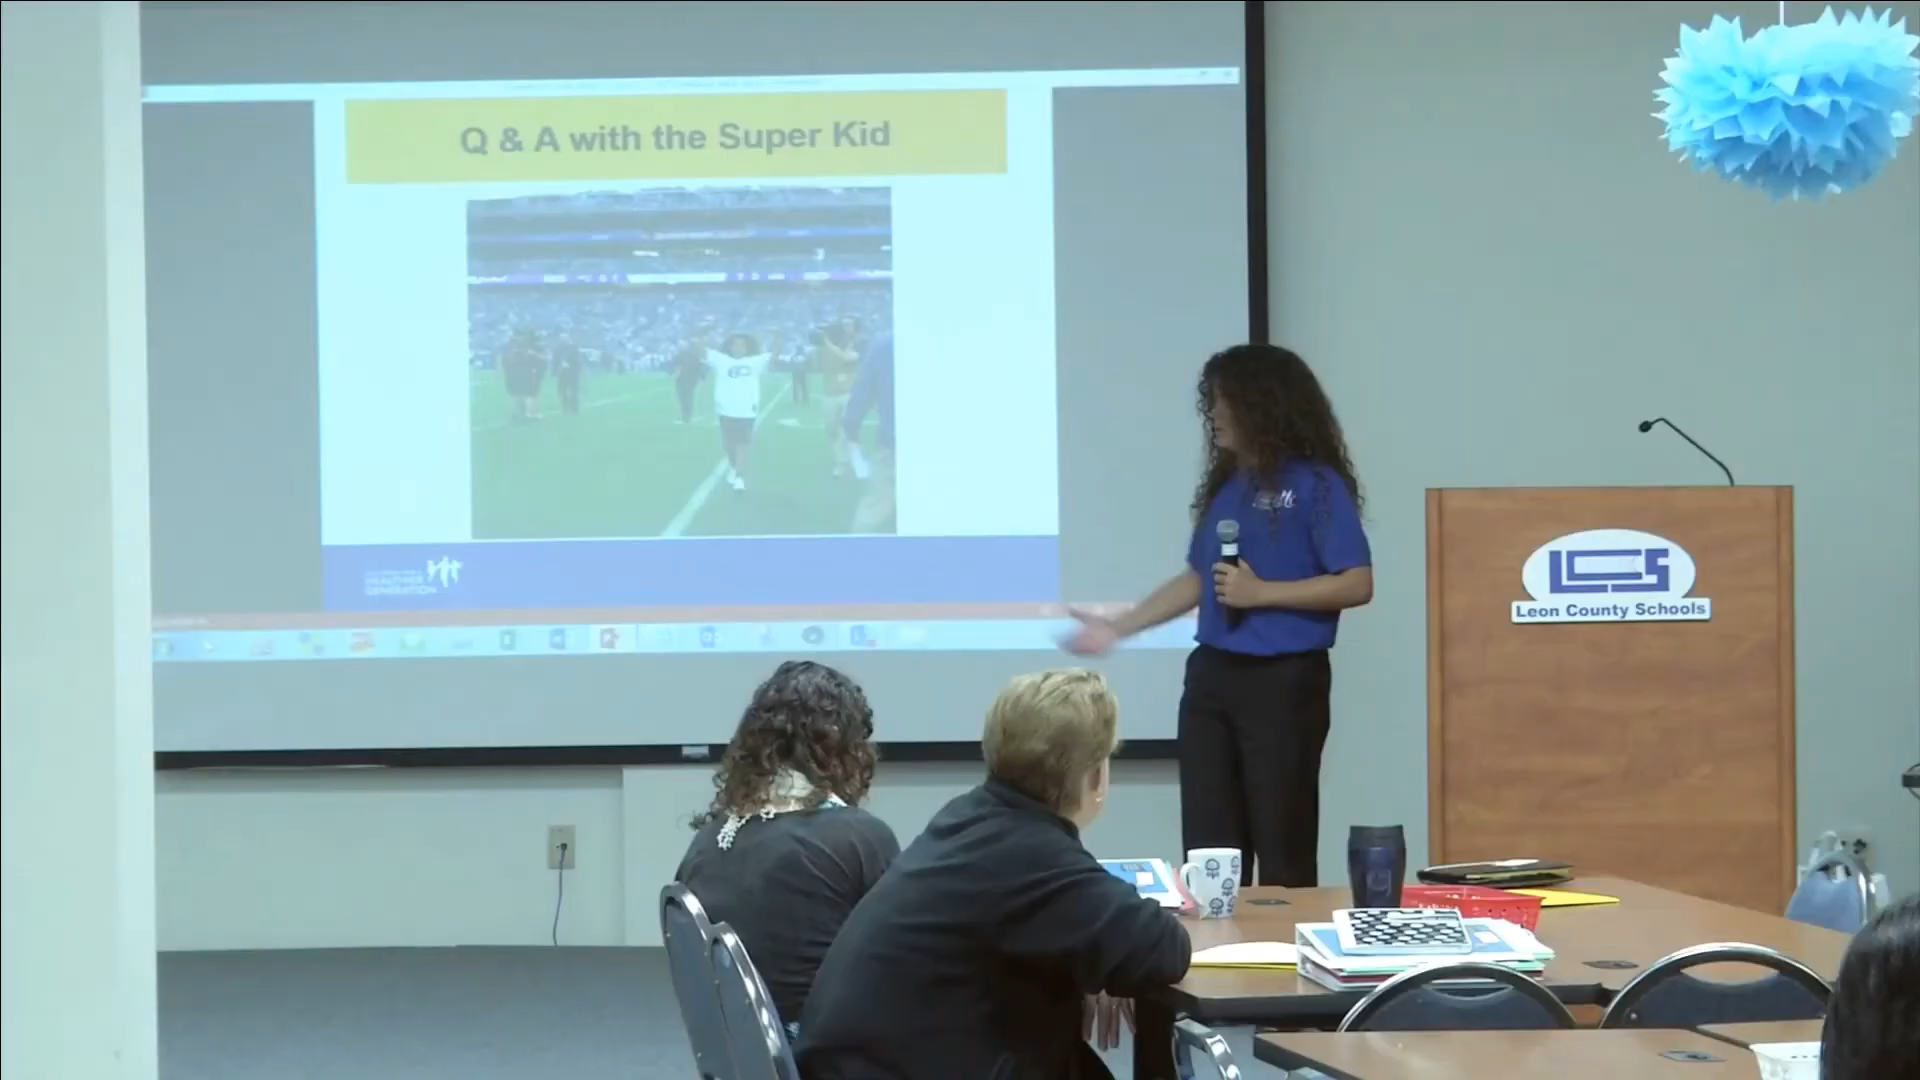 Q & A with the Super Kid
HEALTHIER
GENERATION
LCS
Leon County Schools
G